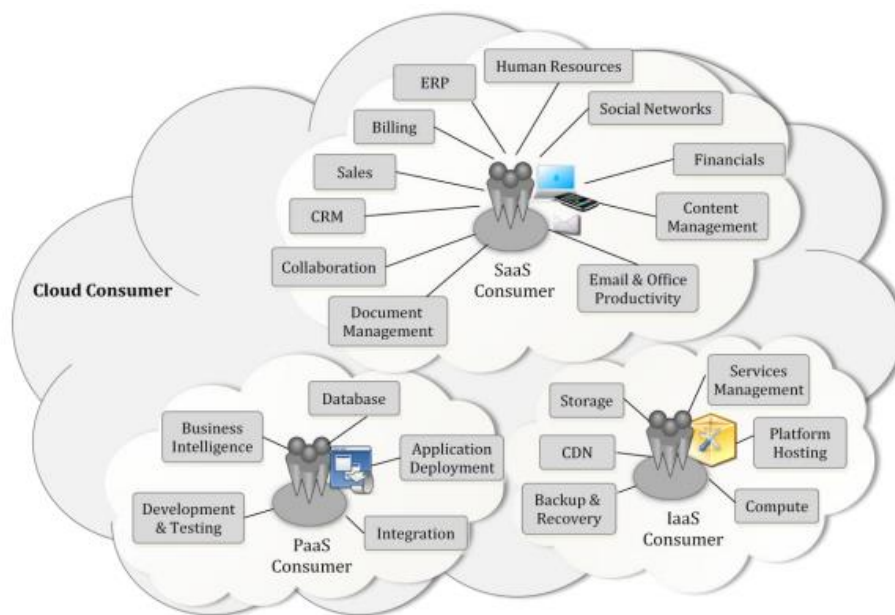 Human Resources
ERP
Social Networks
Billing
Financials
Sales
Content
Management
CRM
Collaboration
SaaS
Consumer
Email & Office
Productivity
Document
Management
Cloud Consumer
Database
Business
Intelligence
Application
Deployment
Development
& Testing
Integration
PaaS
Consumer
Services
Management
Storage
Platform
Hosting
CDN
Backup &
Recovery
Compute
IaaS
Consumer